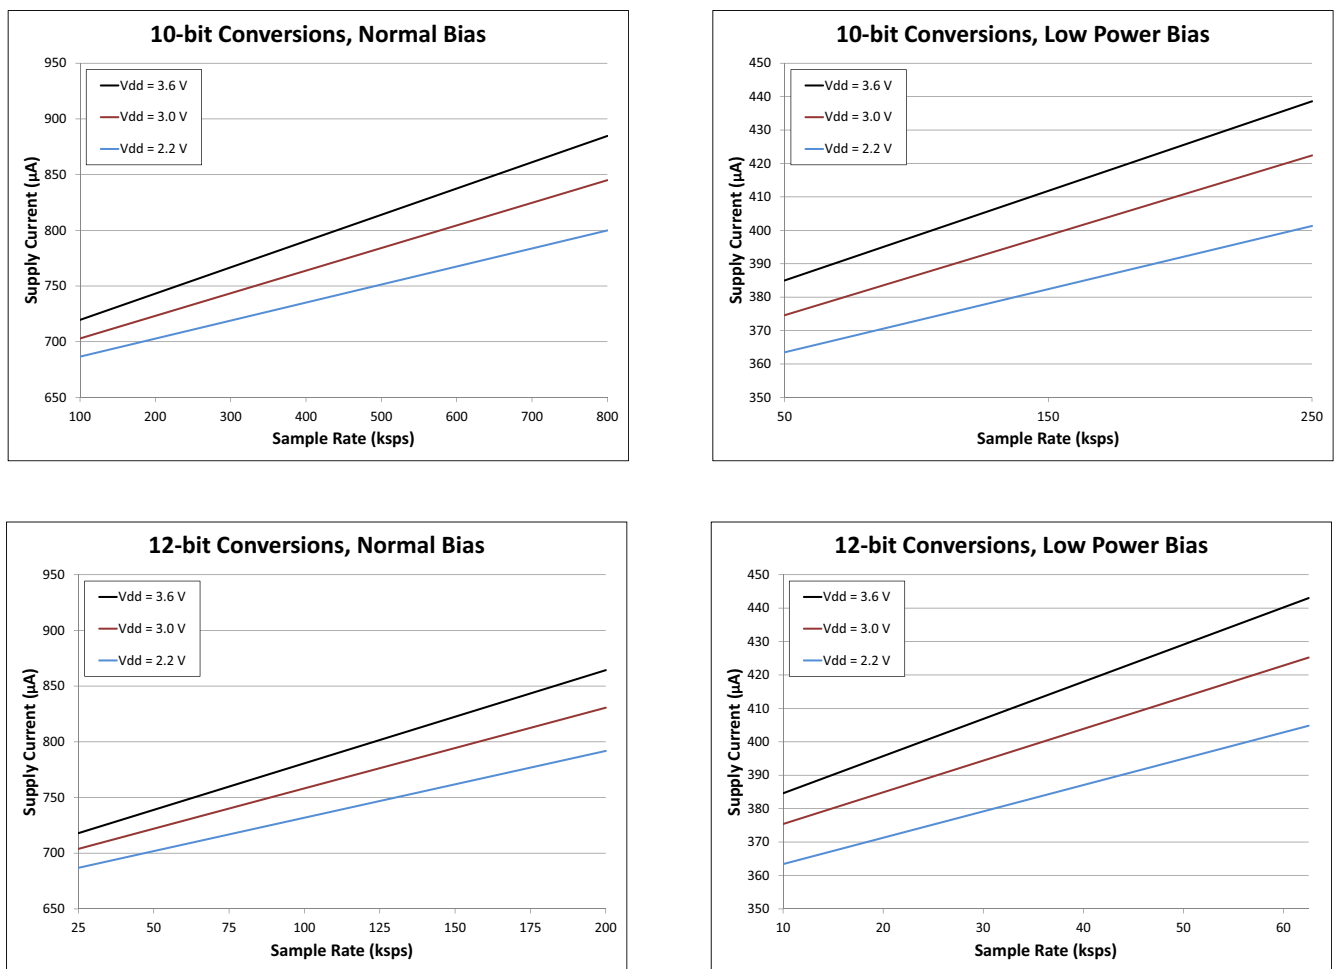 10-bit Conversions, Normal Bias
950
900
850
800
750
700
650
Supply Current (µA)
Vdd = 3.6 V
Vdd = 3.0 V
Vdd = 2.2 V
100 200 300 400 500 600 700 800
Sample Rate (ksps)
10-bit Conversions, Low Power Bias
450
440
430
420
410
400
390
380
370
360
350
Supply Current (µA)
Vdd = 3.6 V
Vdd = 3.0 V
Vdd = 2.2 V
50 150 250
Sample Rate (ksps)
12-bit Conversions, Normal Bias
950
900
850
800
750
700
650
Supply Current (µA)
Vdd = 3.6 V
Vdd = 3.0 V
Vdd = 2.2 V
25 50 75 100 125 150 175 200
Sample Rate (ksps)
12-bit Conversions, Low Power Bias
450
440
430
420
410
400
390
380
370
360
350
Supply Current (µA)
Vdd = 3.6 V
Vdd = 3.0 V
Vdd = 2.2 V
10 20 30 40 50 60
Sample Rate (ksps)